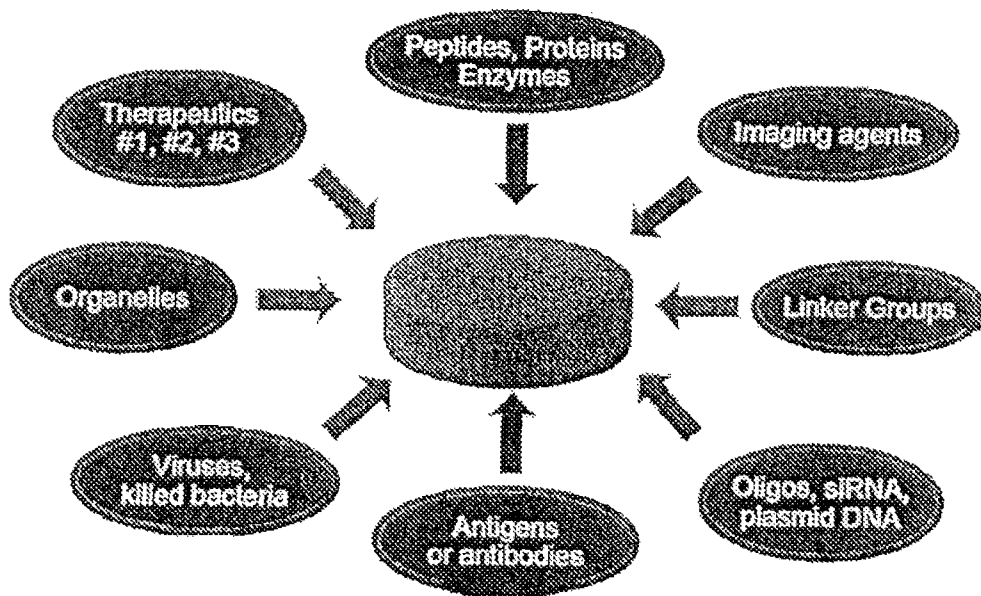 Peptides, Proteins
Enzymes
Therapeutics
#1, #2, #3
Imaging agents
Organelles
Linker Groups
Viruses,
killed bacteria
Oligos, siRNA,
plasmid DNA
Antigens
or antibodies